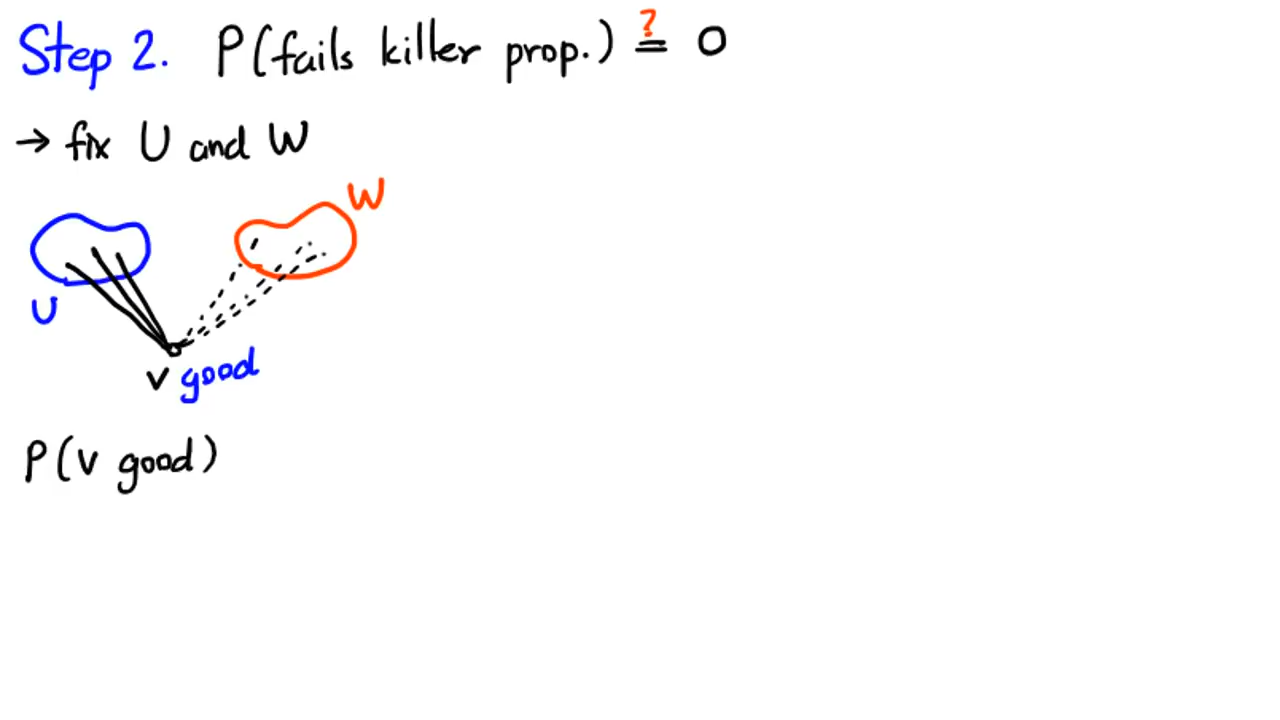 Step 2. P(fails killer prop.) ≟ 0
→ fix U and W
W
U
v good
P(v good)